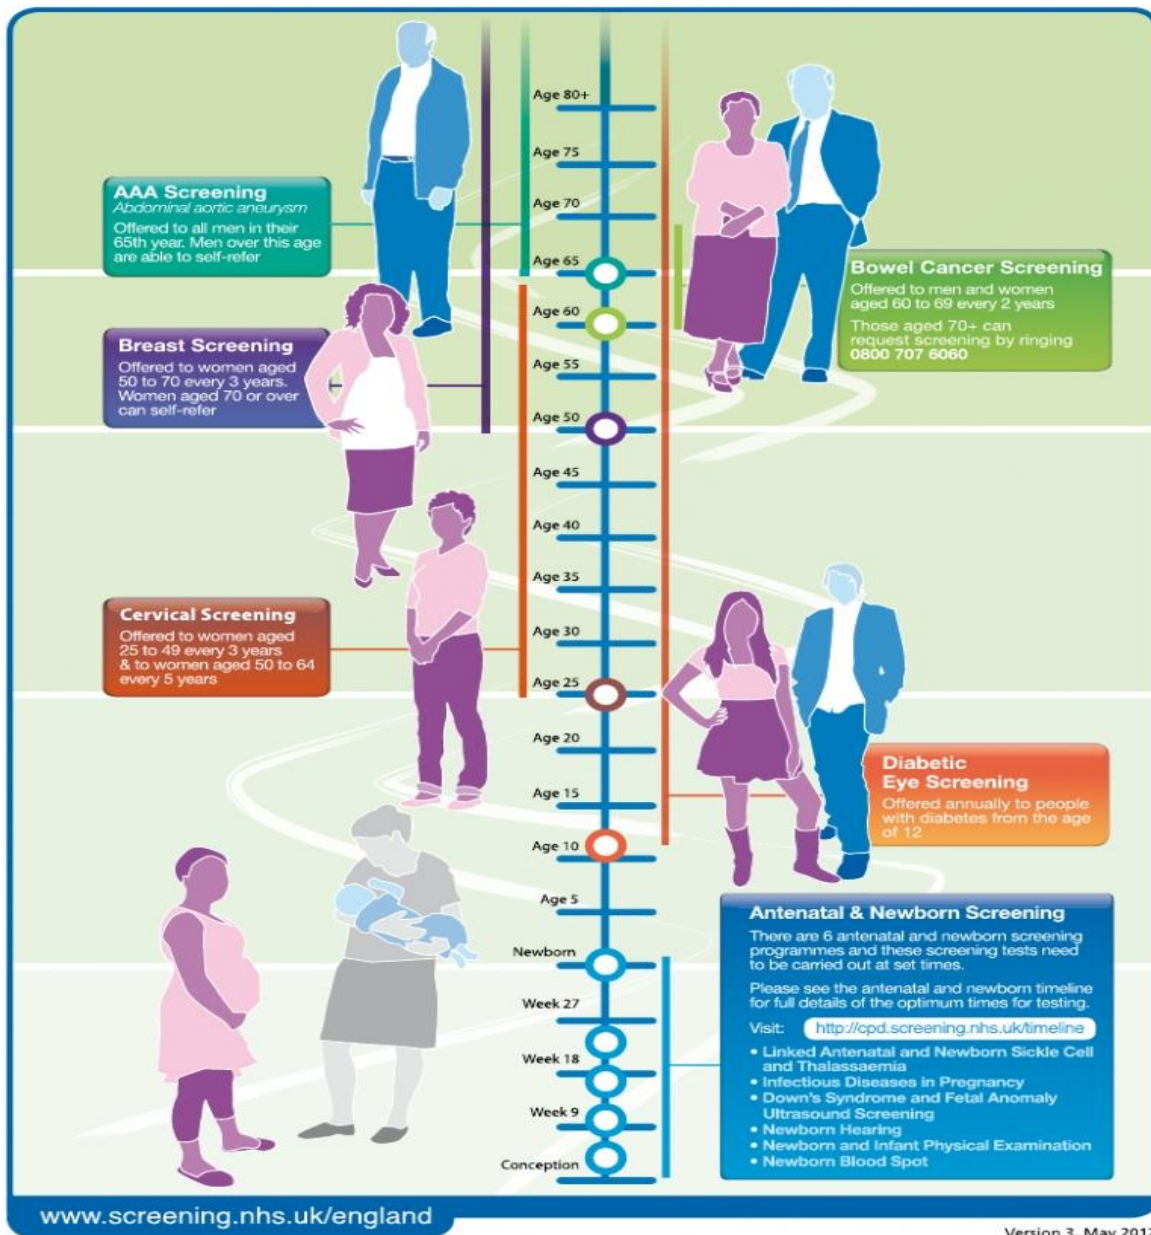 Age 80+
Age 75
Age 70
Age 65
Age 60
Age 55
Age 50
Age 45
Age 40
Age 35
Age 30
Age 25
Age 20
Age 15
Age 10
Age 5
Newborn
Week 27
Week 18
Week 9
Conception
AAA Screening
Abdominal aortic aneurysm
Offered to all men in their
65th year. Men over this age
are able to self-refer
Breast Screening
Offered to women aged
50 to 70 every 3 years.
Women aged 70 or over
can self-refer
Cervical Screening
Offered to women aged
25 to 49 every 3 years
& to women aged 50 to 64
every 5 years
Bowel Cancer Screening
Offered to men and women
aged 60 to 69 every 2 years
Those aged 70+ can
request screening by ringing
0800 707 6060
Diabetic
Eye Screening
Offered annually to people
with diabetes from the age
of 12
Antenatal & Newborn Screening
There are 6 antenatal and newborn screening
programmes and these screening tests need
to be carried out at set times.
Please see the antenatal and newborn timeline
for full details of the optimum times for testing.
Visit: http://cpd.screening.nhs.uk/timeline
• Linked Antenatal and Newborn Sickle Cell
and Thalassaemia
• Infectious Diseases in Pregnancy
• Down's Syndrome and Fetal Anomaly
Ultrasound Screening
• Newborn Hearing
• Newborn and Infant Physical Examination
• Newborn Blood Spot
www.screening.nhs.uk/england
Version 3, May 2012